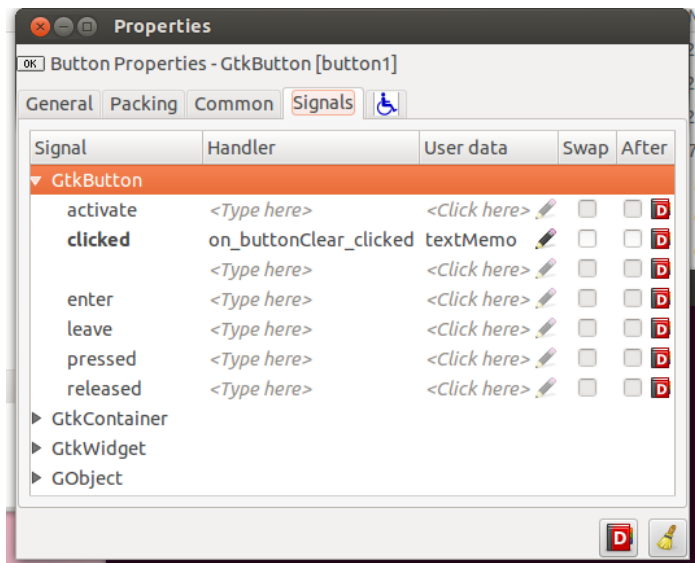 Properties
OK Button Properties - GtkButton [button1]
General Packing Common Signals
Signal Handler User data Swap After
GtkButton
activate <Type here> <Click here> D
clicked on_buttonClear_clicked textMemo D
<Type here> <Click here> D
enter <Type here> <Click here> D
leave <Type here> <Click here> D
pressed <Type here> <Click here> D
released <Type here> <Click here> D
GtkContainer
GtkWidget
GObject
D